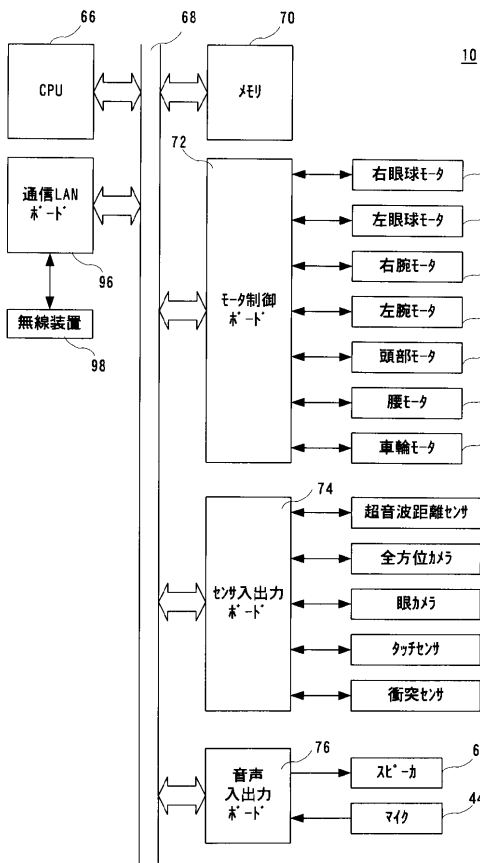 66
68
70
10
CPU
メモリ
72
通信LAN
ボード
96
無線装置
98
モータ制御
ボード
右眼球モータ
左眼球モータ
右腕モータ
左腕モータ
頭部モータ
腰モータ
車輪モータ
74
センサ入出力
ボード
超音波距離センサ
全方位カメラ
眼カメラ
タッチセンサ
衝突センサ
76
音声
入出力
ボード
スピーカ
マイク
44